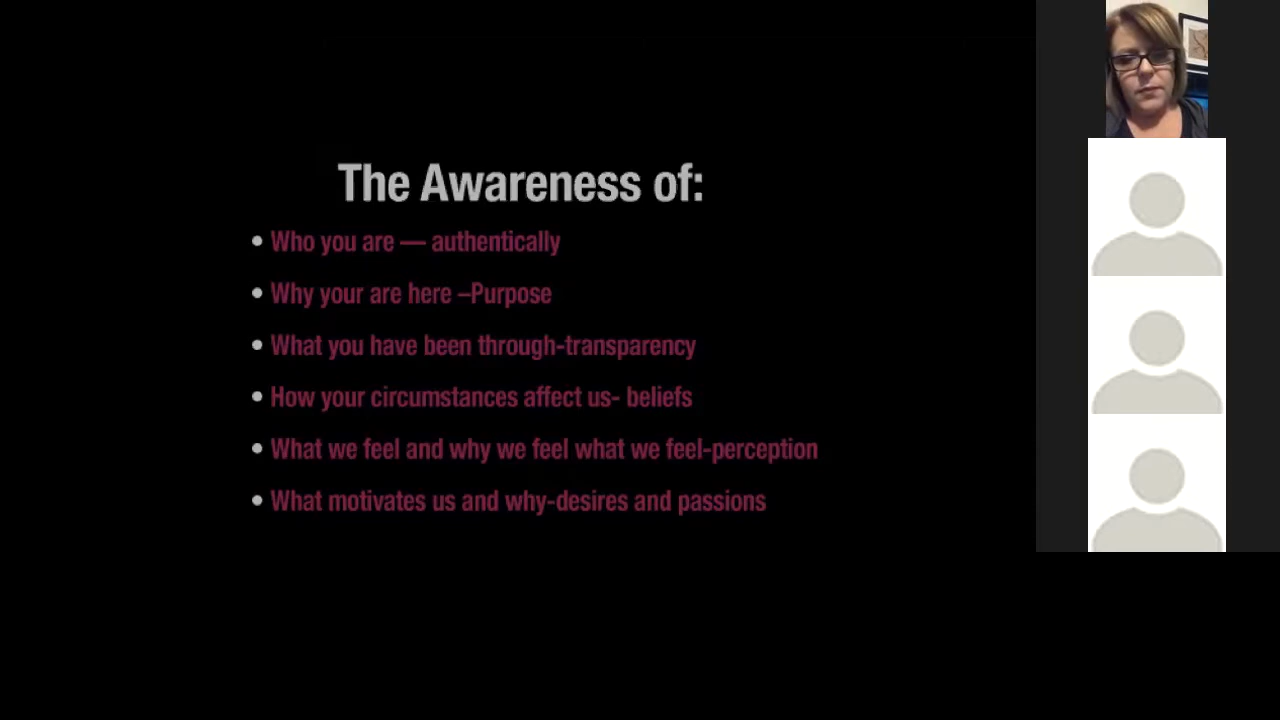 The Awareness of:
• Who you are — authentically
• Why your are here –Purpose
• What you have been through-transparency
• How your circumstances affect us- beliefs
• What we feel and why we feel what we feel-perception
• What motivates us and why-desires and passions